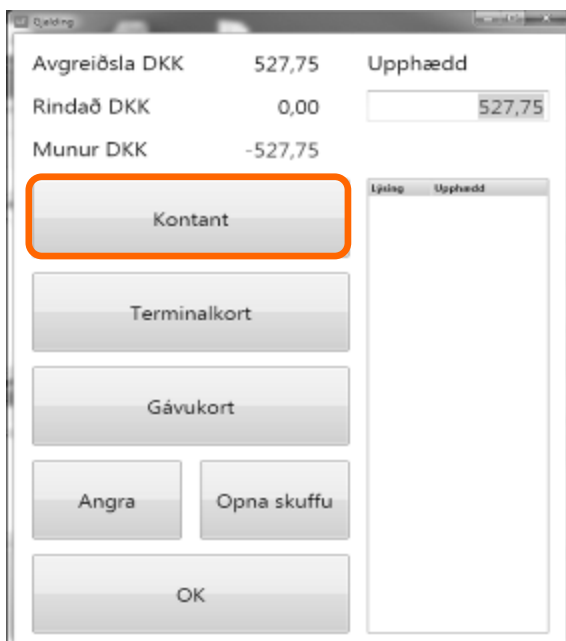 Gjelding
Avgreiðsla DKK 527,75 Upphædd
Rindað DKK 0,00 527,75
Munur DKK -527,75
Lýsing Upphædd
Kontant
Terminalkort
Gávukort
Angra Opna skuffu
OK